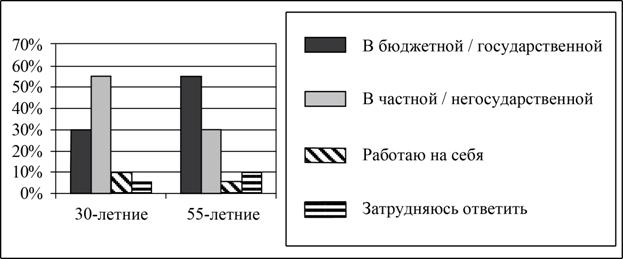 70%
60%
50%
40%
30%
20%
10%
0%
30-летние
55-летние
В бюджетной / государственной
В частной / негосударственной
Работаю на себя
Затрудняюсь ответить